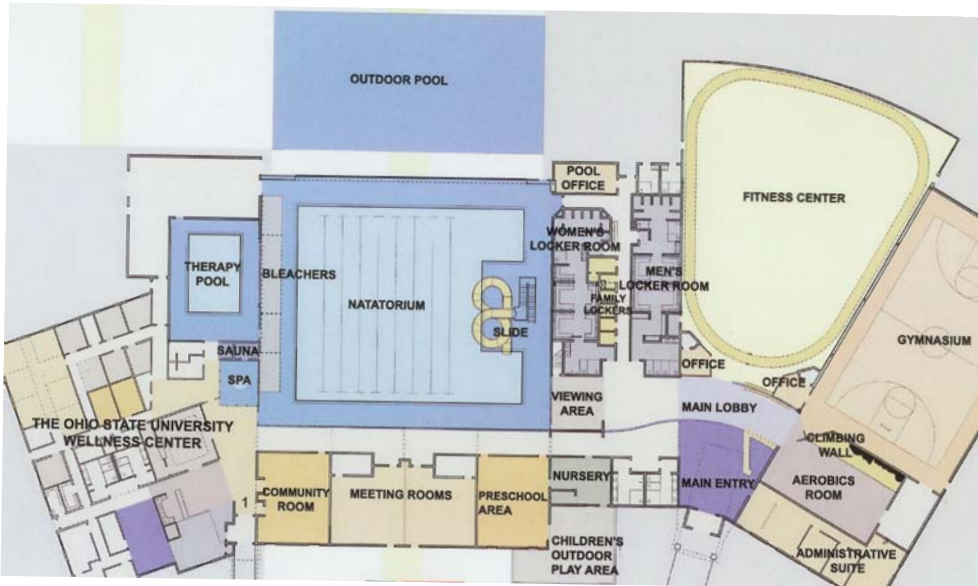 OUTDOOR POOL
POOL
OFFICE
FITNESS CENTER
WOMEN'S
LOCKER ROOM
THERAPY
POOL
BLEACHERS
MEN'S
LOCKER ROOM
NATATORIUM
FAMILY
LOCKERS
SLIDE
GYMNASIUM
SAUNA
OFFICE
SPA
OFFICE
VIEWING
AREA
MAIN LOBBY
THE OHIO STATE UNIVERSITY
WELLNESS CENTER
CLIMBING
WALL
NURSERY
AEROBICS
ROOM
COMMUNITY
ROOM
MEETING ROOMS
PRESCHOOL
AREA
MAIN ENTRY
1
CHILDREN'S
OUTDOOR
PLAY AREA
ADMINISTRATIVE
SUITE